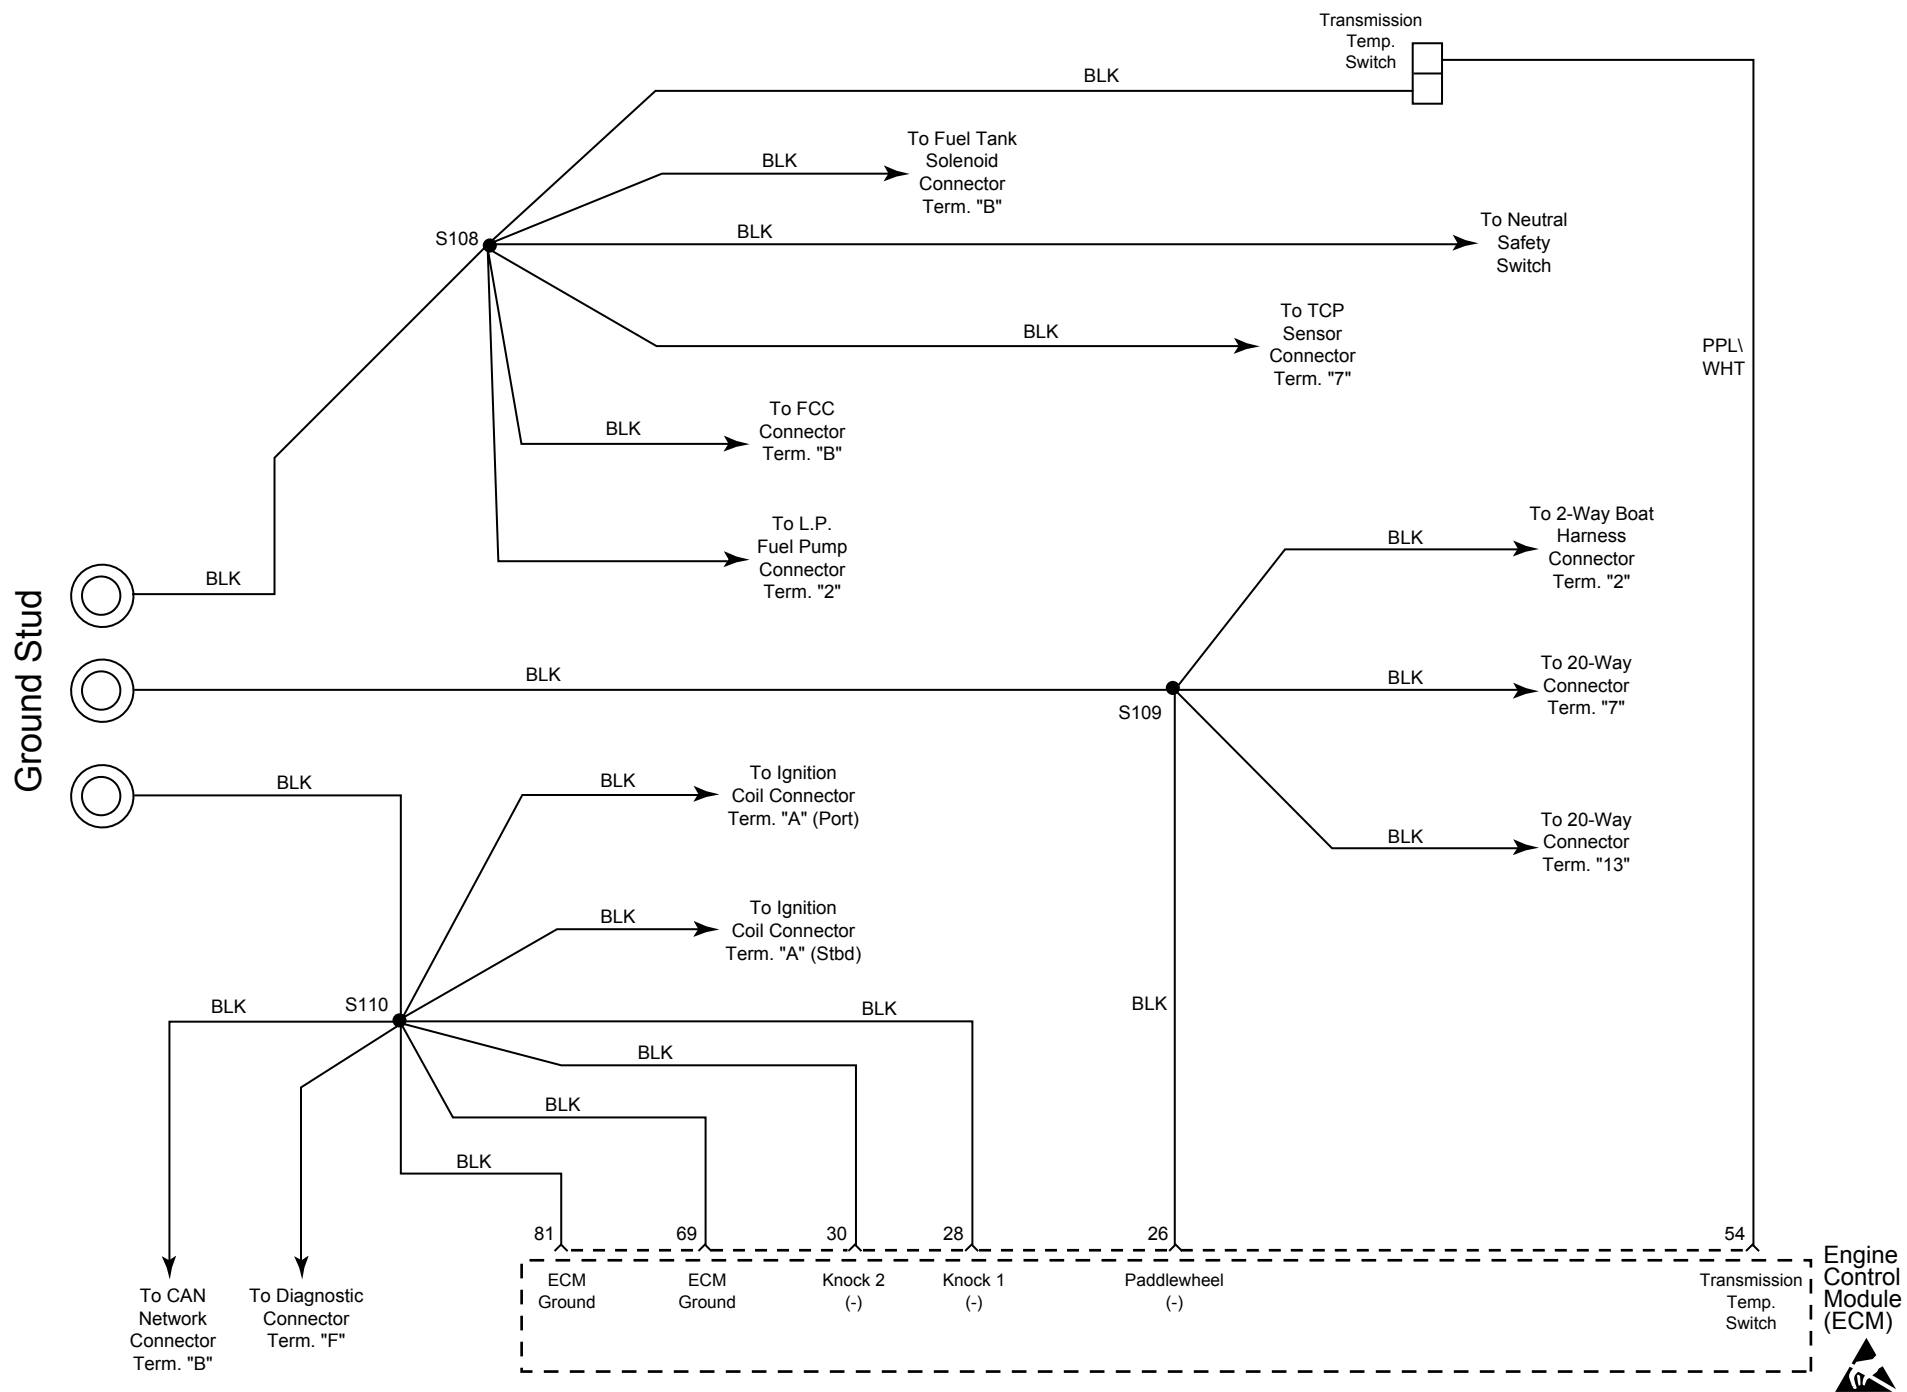 Transmission
Temp.
Switch
BLK
To Fuel Tank
Solenoid
Connector
Term. "B"
BLK
S108
BLK
To Neutral
Safety
Switch
To TCP
Sensor
Connector
Term. "7"
BLK
PPL\
WHT
To FCC
Connector
Term. "B"
BLK
To L.P.
Fuel Pump
Connector
Term. "2"
To 2-Way Boat
Harness
Connector
Term. "2"
BLK
BLK
Ground Stud
BLK
To 20-Way
Connector
Term. "7"
BLK
S109
To Ignition
Coil Connector
Term. "A" (Port)
BLK
BLK
To 20-Way
Connector
Term. "13"
BLK
To Ignition
Coil Connector
Term. "A" (Stbd)
BLK
BLK
S110
BLK
BLK
BLK
BLK
BLK
81
69
30
28
26
54
ECM
Ground
ECM
Ground
Knock 2
(-)
Knock 1
(-)
Paddlewheel
(-)
Transmission
Temp.
Switch
Engine
Control
Module
(ECM)
To CAN
Network
Connector
Term. "B"
To Diagnostic
Connector
Term. "F"